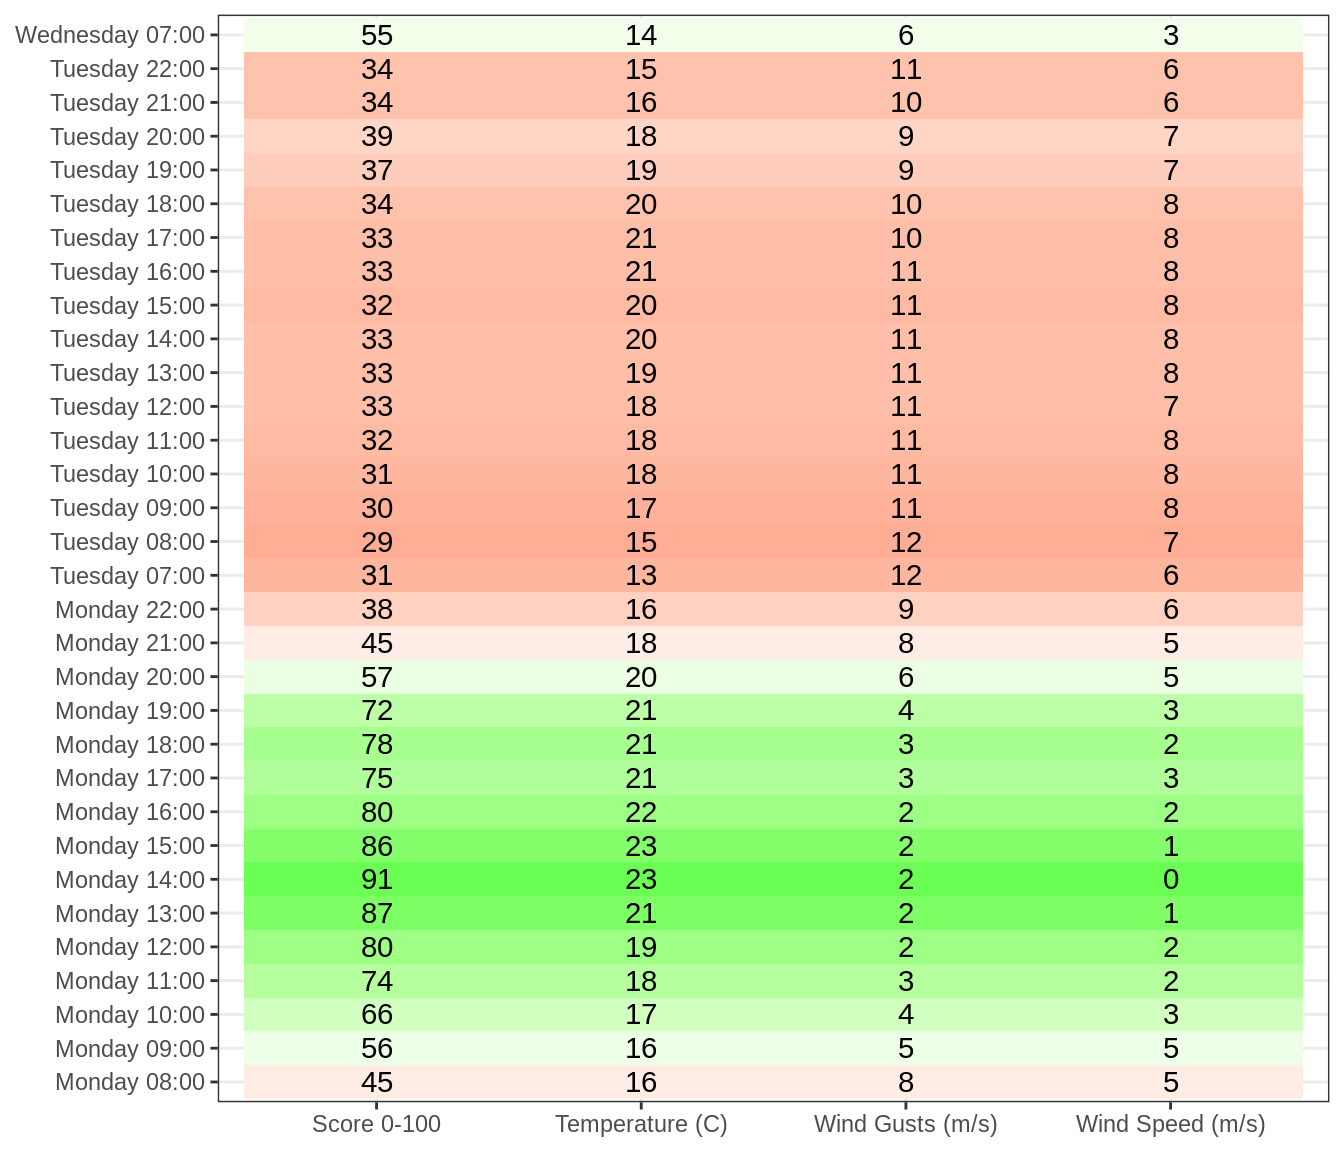 Wednesday 07:00 55 14 6 3
Tuesday 22:00 34 15 11 6
Tuesday 21:00 34 16 10 6
Tuesday 20:00 39 18 9 7
Tuesday 19:00 37 19 9 7
Tuesday 18:00 34 20 10 8
Tuesday 17:00 33 21 10 8
Tuesday 16:00 33 21 11 8
Tuesday 15:00 32 20 11 8
Tuesday 14:00 33 20 11 8
Tuesday 13:00 33 19 11 8
Tuesday 12:00 33 18 11 7
Tuesday 11:00 32 18 11 8
Tuesday 10:00 31 18 11 8
Tuesday 09:00 30 17 11 8
Tuesday 08:00 29 15 12 7
Tuesday 07:00 31 13 12 6
Monday 22:00 38 16 9 6
Monday 21:00 45 18 8 5
Monday 20:00 57 20 6 5
Monday 19:00 72 21 4 3
Monday 18:00 78 21 3 2
Monday 17:00 75 21 3 3
Monday 16:00 80 22 2 2
Monday 15:00 86 23 2 1
Monday 14:00 91 23 2 0
Monday 13:00 87 21 2 1
Monday 12:00 80 19 2 2
Monday 11:00 74 18 3 2
Monday 10:00 66 17 4 3
Monday 09:00 56 16 5 5
Monday 08:00 45 16 8 5
Score 0-100 Temperature (C) Wind Gusts (m/s) Wind Speed (m/s)